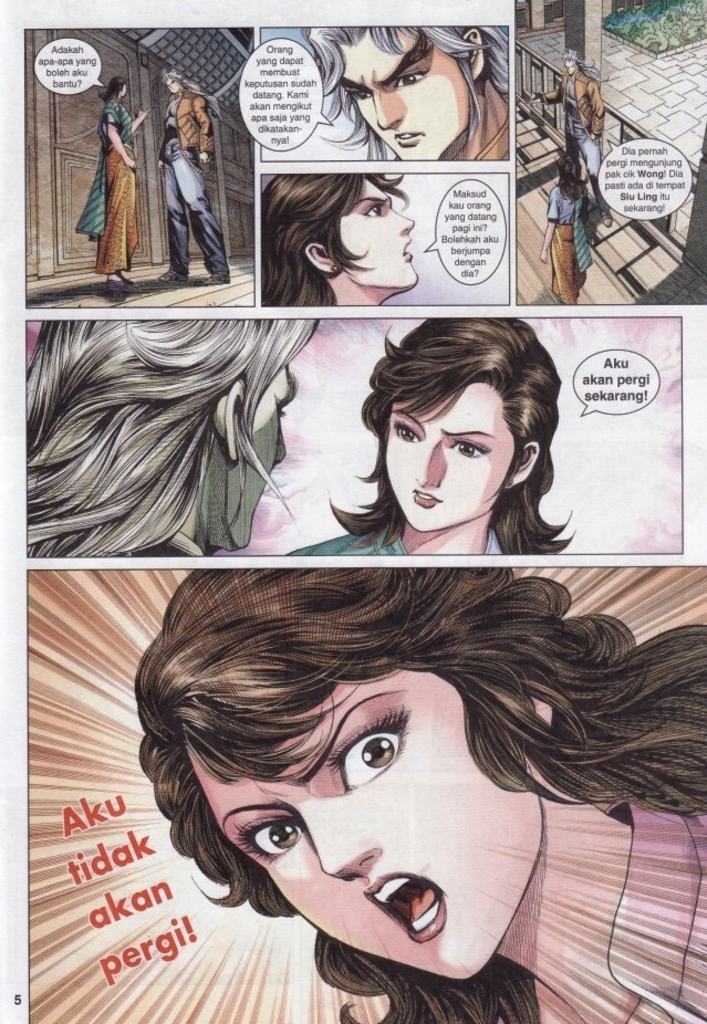 Adakah
apa-apa yang
boleh aku
bantu?
Orang
yang dapat
membuat
keputusan sudah
datang. Kami
akan mengikut
apa saja yang
dikatakan-
nya!
Maksud
kau orang
yang datang
pagi ini?
Bolehkah aku
berjumpa
dengan
dia?
Dia pernah
pergi mengunjung
pak cik Wong! Dia
pasti ada di tempat
Siu Ling itu
sekarang!
Aku
akan pergi
sekarang!
Aku
tidak
akan
pergi!
5